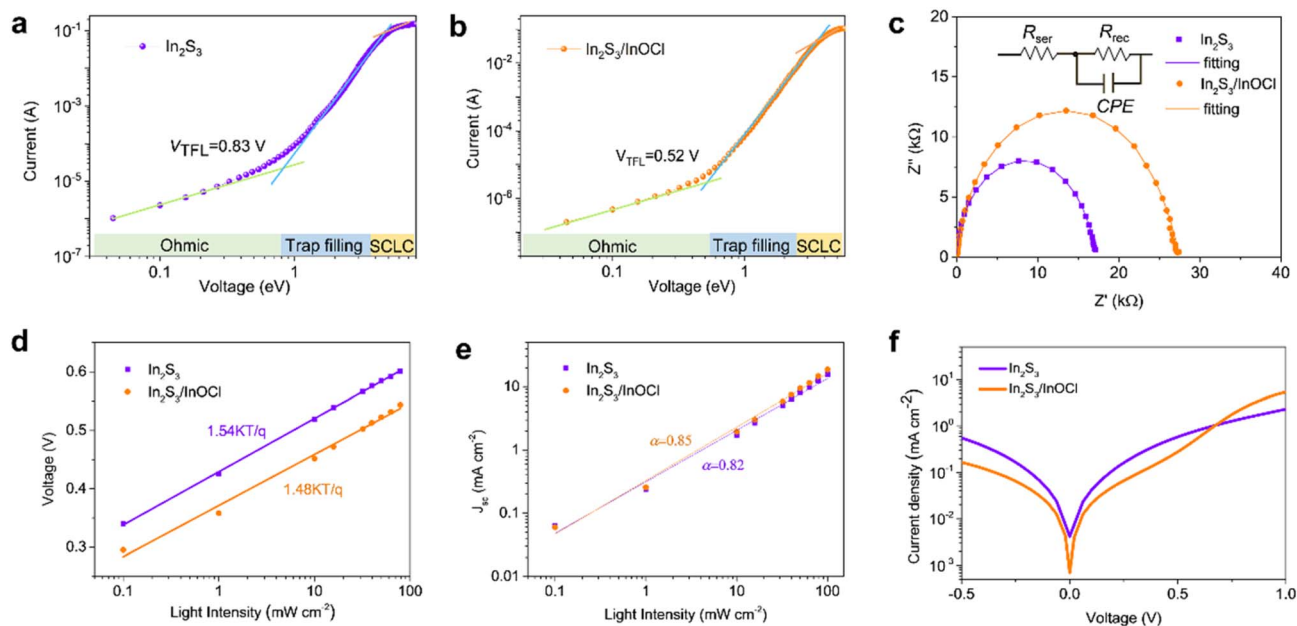 a
In₂S₃
V_TFL=0.83 V
Current (A)
10⁻¹
10⁻³
10⁻⁵
10⁻⁷
Ohmic
Trap filling
SCLC
0.1
1
Voltage (eV)
b
In₂S₃/InOCl
V_TFL=0.52 V
Current (A)
10⁰
10⁻²
10⁻⁴
10⁻⁶
Ohmic
Trap filling
SCLC
0.1
1
Voltage (eV)
c
R_ser
R_rec
CPE
In₂S₃
fitting
In₂S₃/InOCl
fitting
Z'' (kΩ)
20
15
10
5
0
0
10
20
30
40
Z' (kΩ)
d
In₂S₃
In₂S₃/InOCl
1.54KT/q
1.48KT/q
Voltage (V)
0.6
0.5
0.4
0.3
0.1
1
10
100
Light Intensity (mW cm⁻²)
e
In₂S₃
In₂S₃/InOCl
α=0.85
α=0.82
J_sc (mA cm⁻²)
10
1
0.1
0.01
0.1
1
10
100
Light Intensity (mW cm⁻²)
f
In₂S₃
In₂S₃/InOCl
Current density (mA cm⁻²)
10¹
10⁰
10⁻¹
10⁻²
10⁻³
-0.5
0.0
0.5
1.0
Voltage (V)